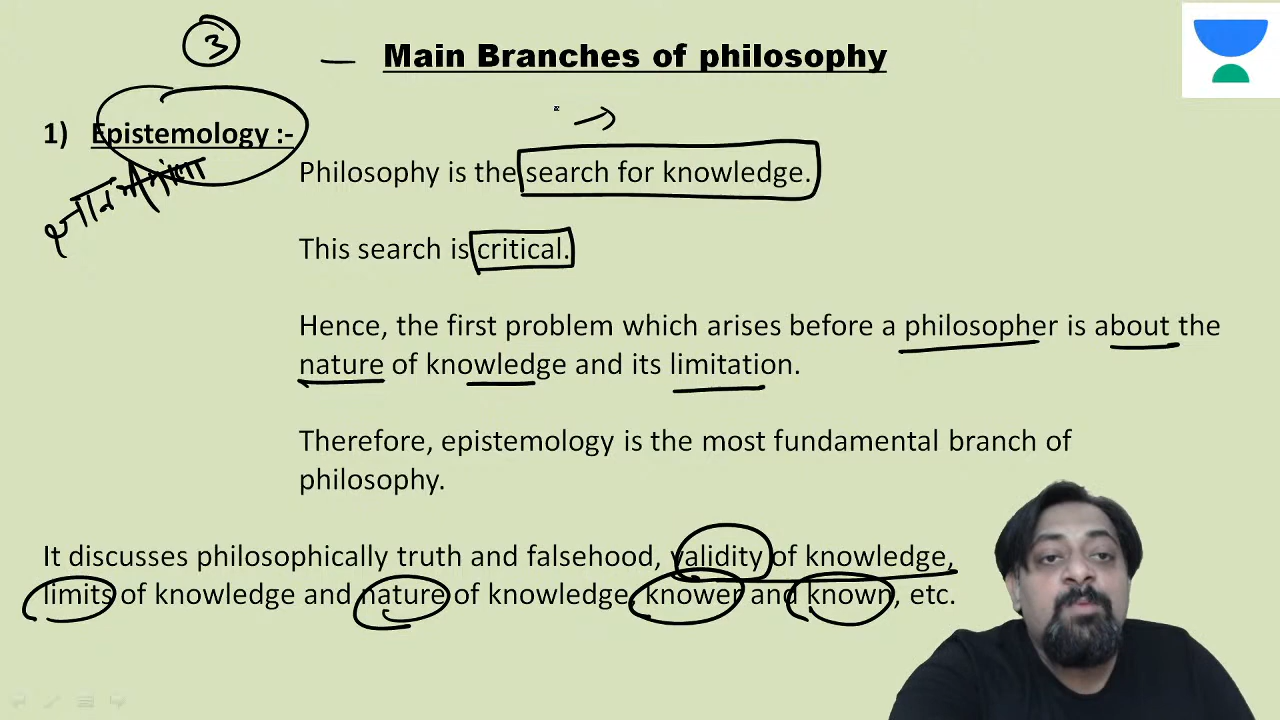 3
Main Branches of philosophy
1) Epistemology :-
ज्ञानमीमांसा
Philosophy is the search for knowledge.
This search is critical.
Hence, the first problem which arises before a philosopher is about the
nature of knowledge and its limitation.
Therefore, epistemology is the most fundamental branch of
philosophy.
It discusses philosophically truth and falsehood, validity of knowledge,
limits of knowledge and nature of knowledge, knower and known, etc.